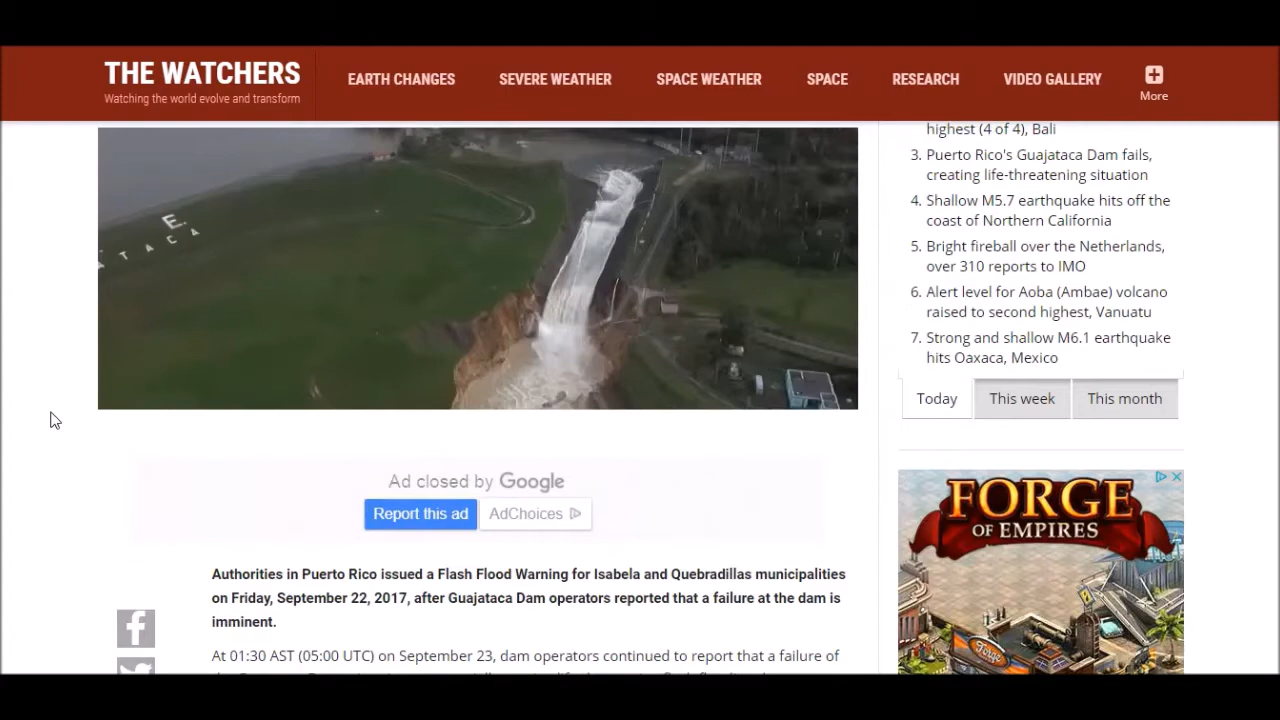 THE WATCHERS
Watching the world evolve and transform
EARTH CHANGES
SEVERE WEATHER
SPACE WEATHER
SPACE
RESEARCH
VIDEO GALLERY
More
E.
ATACA
highest (4 of 4), Bali
3. Puerto Rico's Guajataca Dam fails,
creating life-threatening situation
4. Shallow M5.7 earthquake hits off the
coast of Northern California
5. Bright fireball over the Netherlands,
over 310 reports to IMO
6. Alert level for Aoba (Ambae) volcano
raised to second highest, Vanuatu
7. Strong and shallow M6.1 earthquake
hits Oaxaca, Mexico
Today
This week
This month
Ad closed by Google
Report this ad
AdChoices
FORGE
OF EMPIRES
Forge
Authorities in Puerto Rico issued a Flash Flood Warning for Isabela and Quebradillas municipalities
on Friday, September 22, 2017, after Guajataca Dam operators reported that a failure at the dam is
imminent.
At 01:30 AST (05:00 UTC) on September 23, dam operators continued to report that a failure of